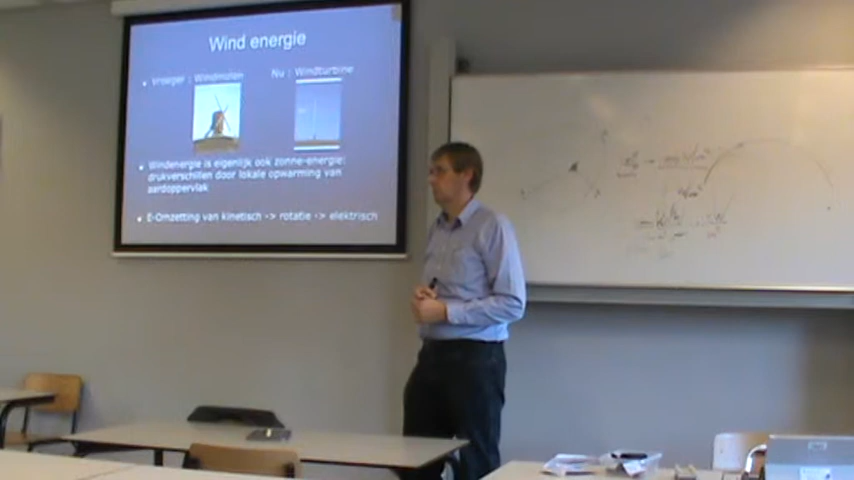 Wind energie
Vroeger : Windmolen
Nu : Windturbine
Windenergie is eigenlijk ook zonne-energie:
drukverschillen door lokale opwarming van
aardoppervlak
E-Omzetting van kinetisch -> rotatie -> elektrisch